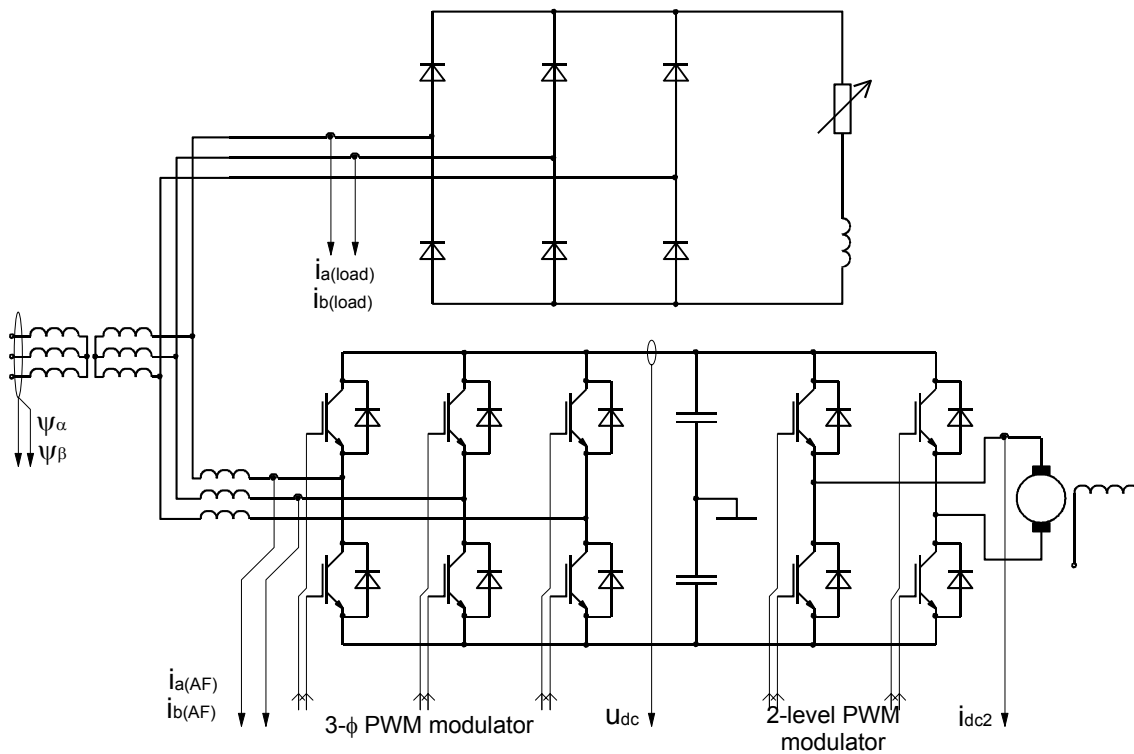 ia(load)
ib(load)
ψα
ψβ
ia(AF)
ib(AF)
3-ϕ PWM modulator
udc
2-level PWM
modulator
idc2